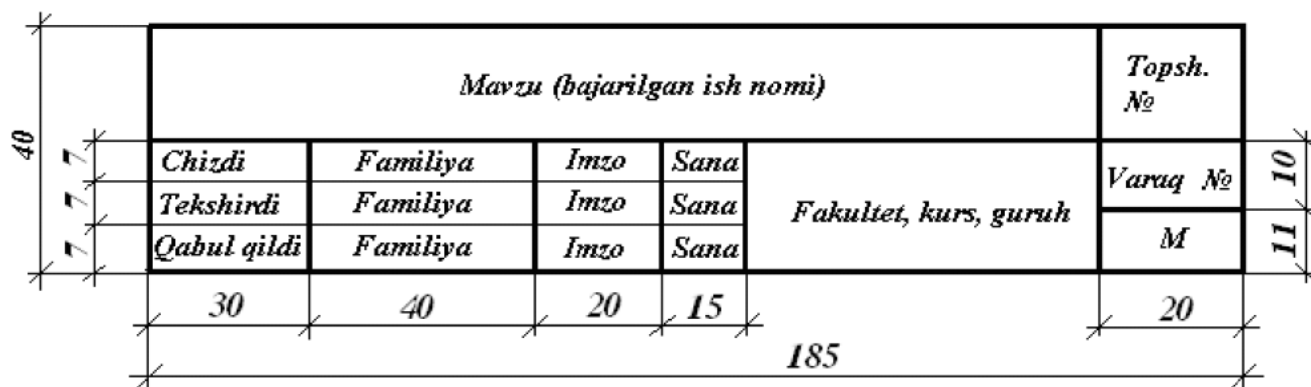 Mavzu (bajarilgan ish nomi)
Topsh.
№
40
7
Chizdi Familiya Imzo Sana
7
Tekshirdi Familiya Imzo Sana
7
Qabul qildi Familiya Imzo Sana
Fakultet, kurs, guruh
Varaq №
10
M
11
30 40 20 15 20
185